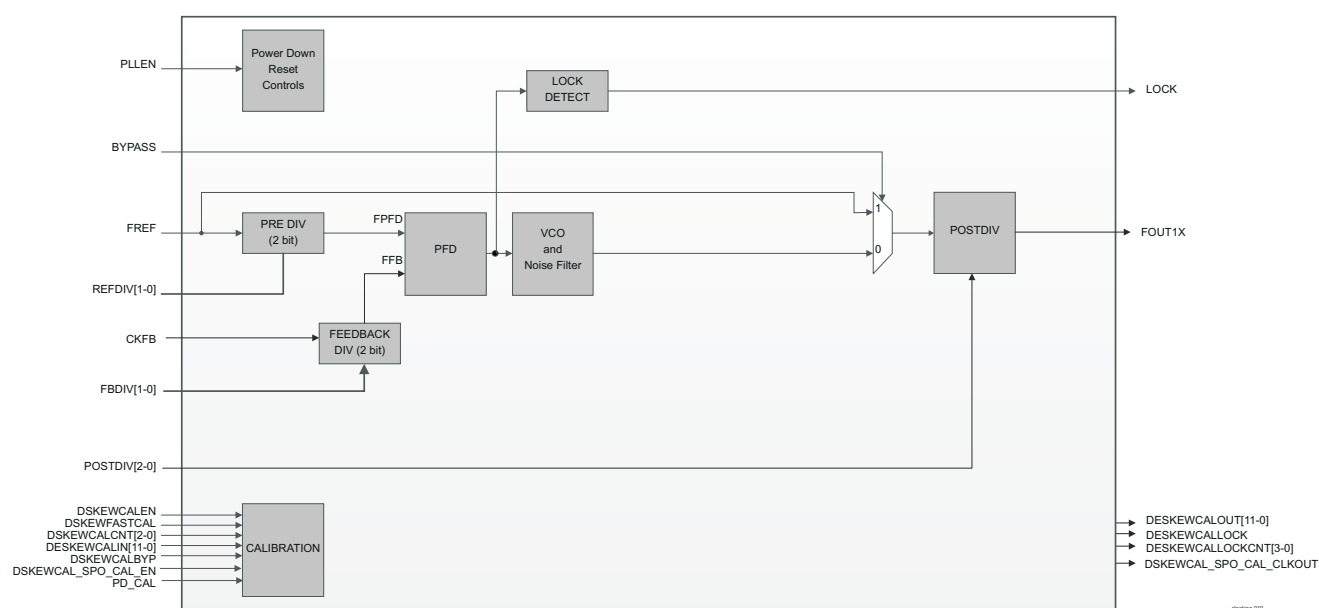 PLLEN
Power Down
Reset
Controls
LOCK
DETECT
LOCK
BYPASS
FREF
PRE DIV
(2 bit)
FPFD
FFB
PFD
VCO
and
Noise Filter
1
0
POSTDIV
FOUT1X
REFDIV[1-0]
CKFB
FEEDBACK
DIV (2 bit)
FBDIV[1-0]
POSTDIV[2-0]
DSKEWCALEN
DSKEWFASTCAL
DSKEWCALCNT[2-0]
DESKEWCALIN[11-0]
DSKEWCALBYP
DSKEWCAL_SPO_CAL_EN
PD_CAL
CALIBRATION
DESKEWCALOUT[11-0]
DESKEWCALLOCK
DESKEWCALLOCKCNT[3-0]
DSKEWCAL_SPO_CAL_CLKOUT